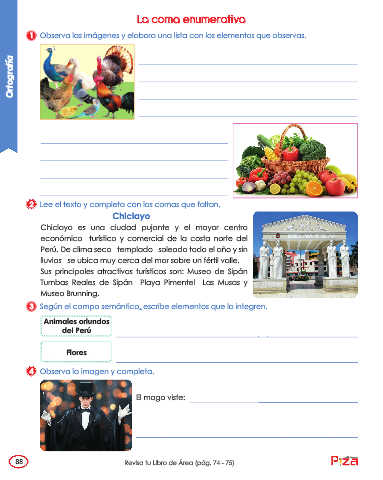 La coma enumerativa
Ortografía
1 Observa las imágenes y elabora una lista con los elementos que observas.
2 Lee el texto y completa con las comas que faltan.
Chiclayo
Chiclayo es una ciudad pujante y el mayor centro
económico turístico y comercial de la costa norte del
Perú. De clima seco templado soleado todo el año y sin
lluvias se ubica muy cerca del mar sobre un fértil valle.
Sus principales atractivos turísticos son: Museo de Sipán
Tumbas Reales de Sipán Playa Pimentel Las Musas y
Museo Brunning.
3 Según el campo semántico, escribe elementos que lo integren.
Animales oriundos
del Perú
Flores
4 Observa la imagen y completa.
El mago viste:
88
Revisa tu Libro de Área (pág. 74 - 75)
Pizza